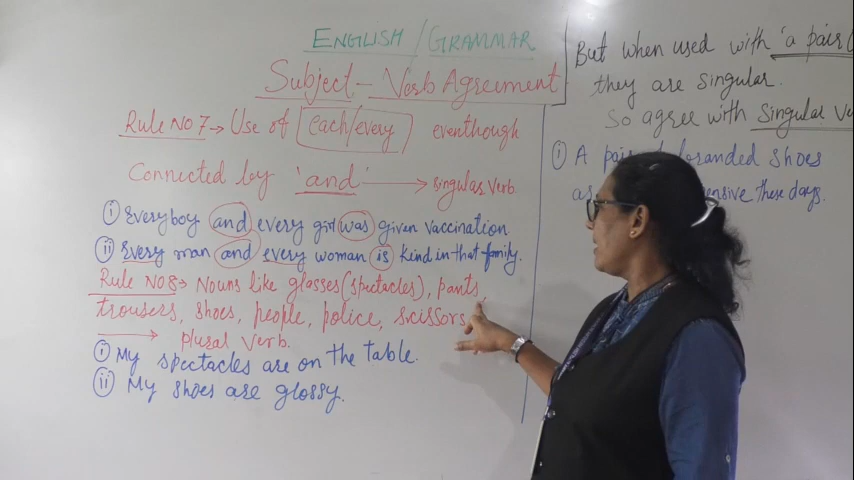 ENGLISH / GRAMMAR
Subject - Verb Agreement
Rule No 7 → Use of each/every eventhough
Connected by 'and' → singular verb.
i Every boy and every girl was given vaccination
ii Every man and every woman is kind in that family.
Rule No 8 → Nouns like glasses (spectacles), pants,
trousers, shoes, people, police, scissors
→ plural verb.
i My spectacles are on the table.
ii My shoes are glossy.
But when used with 'a pair
they are singular.
So agree with singular
i A branded shoes
these days.